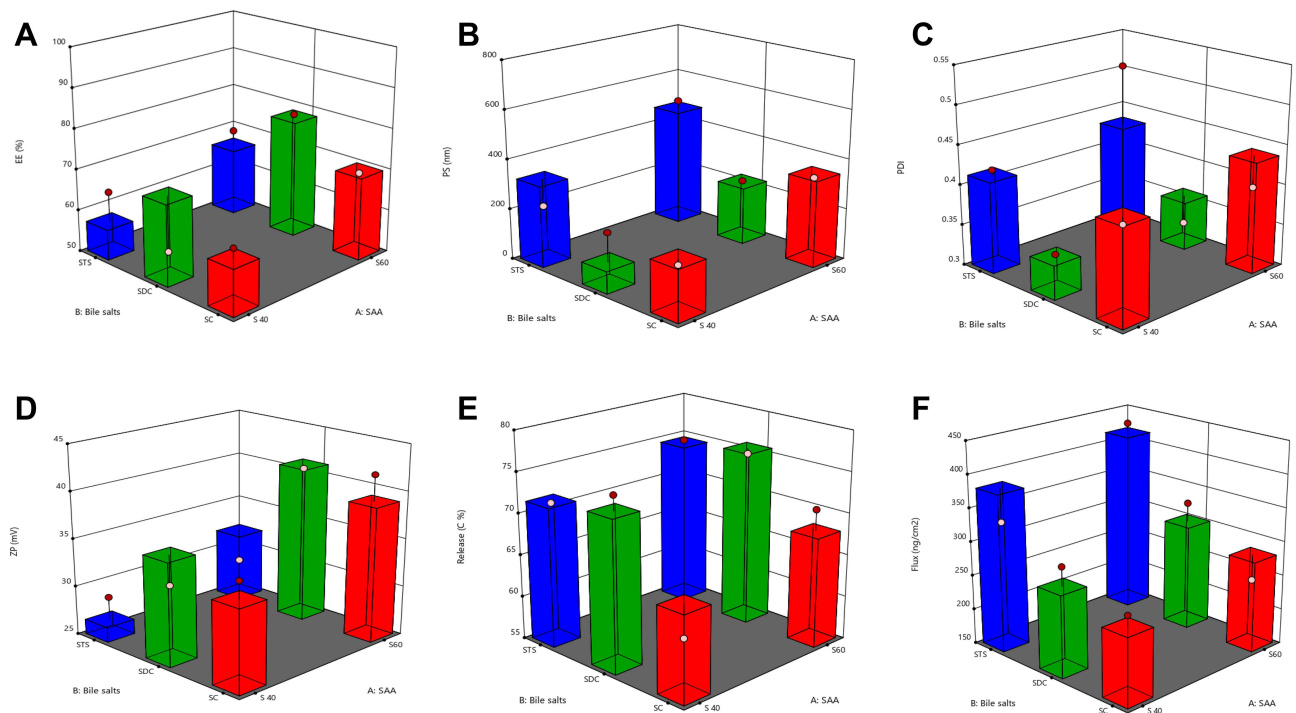 A
100
90
80
70
60
50
EE (%)
STS
SDC
SC
S 40
S60
B: Bile salts
A: SAA
B
800
600
400
200
0
PS (nm)
STS
SDC
SC
S 40
S60
B: Bile salts
A: SAA
C
0.55
0.5
0.45
0.4
0.35
0.3
PDI
STS
SDC
SC
S 40
S60
B: Bile salts
A: SAA
D
45
40
35
30
25
ZP (mV)
STS
SDC
SC
S 40
S60
B: Bile salts
A: SAA
E
80
75
70
65
60
55
Release (C %)
STS
SDC
SC
S 40
S60
B: Bile salts
A: SAA
F
450
400
350
300
250
200
150
Flux (ng/cm2)
STS
SDC
SC
S 40
S60
B: Bile salts
A: SAA